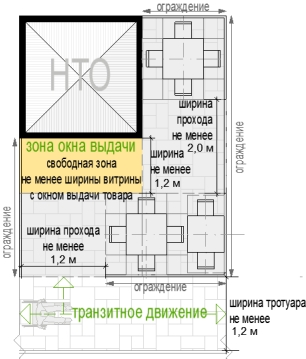 ограждение
НТО
ширина
прохода
не менее
2,0 м
зона окна выдачи
свободная зона
не менее ширины витрины
с окном выдачи товара
ширина
не менее
1,2 м
ограждение
ограждение
ширина прохода
не менее
1,2 м
ограждение
транзитное движение
ширина тротуара
не менее
1,2 м